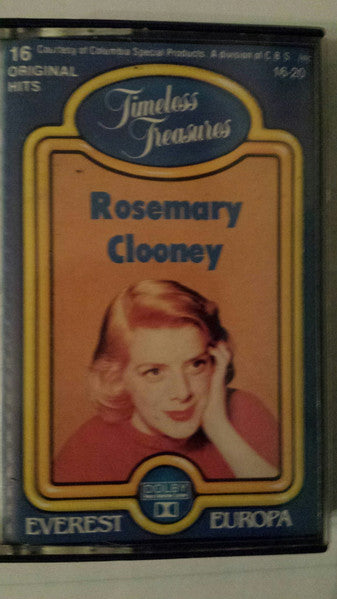 16 Courtesy of Columbia Special Products. A division of C B S Inc
ORIGINAL 16-20
HITS
Timeless
Treasures
Rosemary
Clooney
DOLBY
EVEREST EUROPA